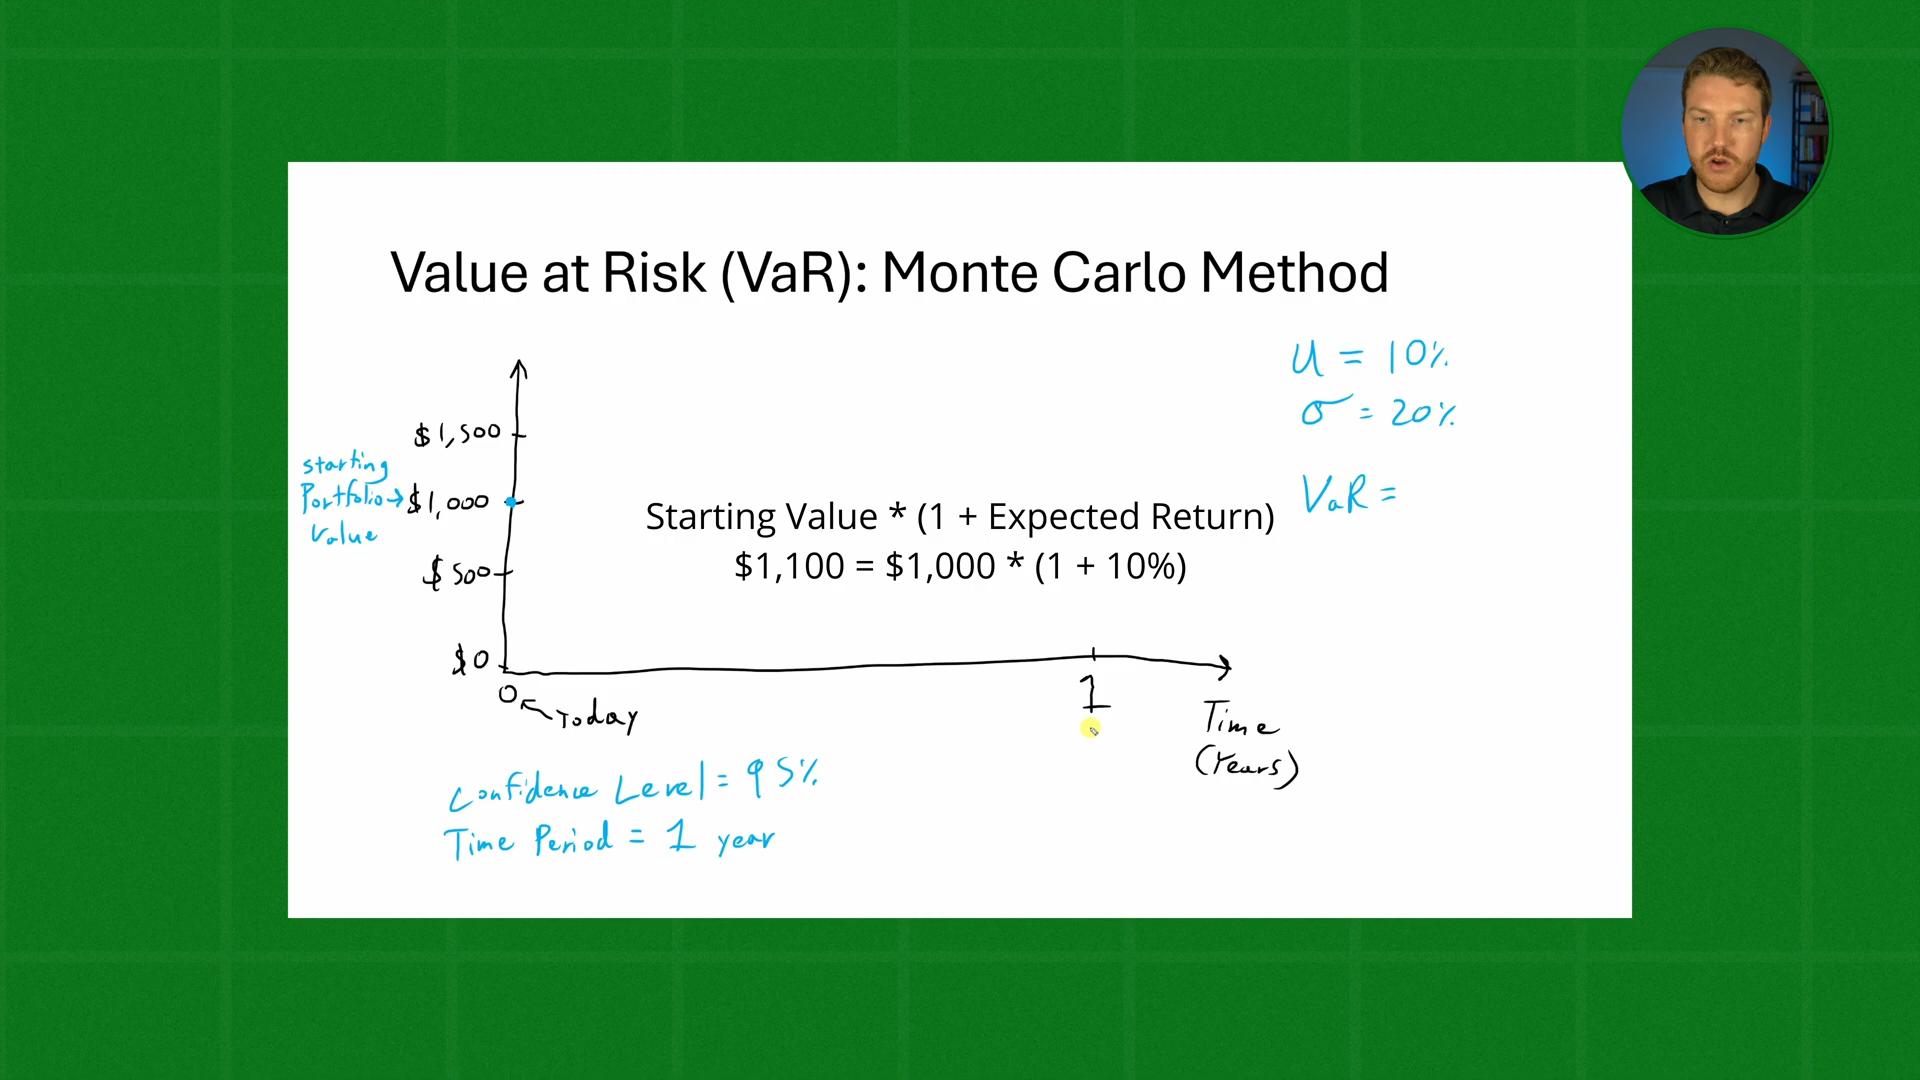 Value at Risk (VaR): Monte Carlo Method
u = 10%
σ = 20%
VaR =
$1,500
starting
Portfolio → $1,000
Value
$500
$0
Starting Value * (1 + Expected Return)
$1,100 = $1,000 * (1 + 10%)
0
Today
1
Time
(Years)
Confidence Level = 95%
Time Period = 1 year